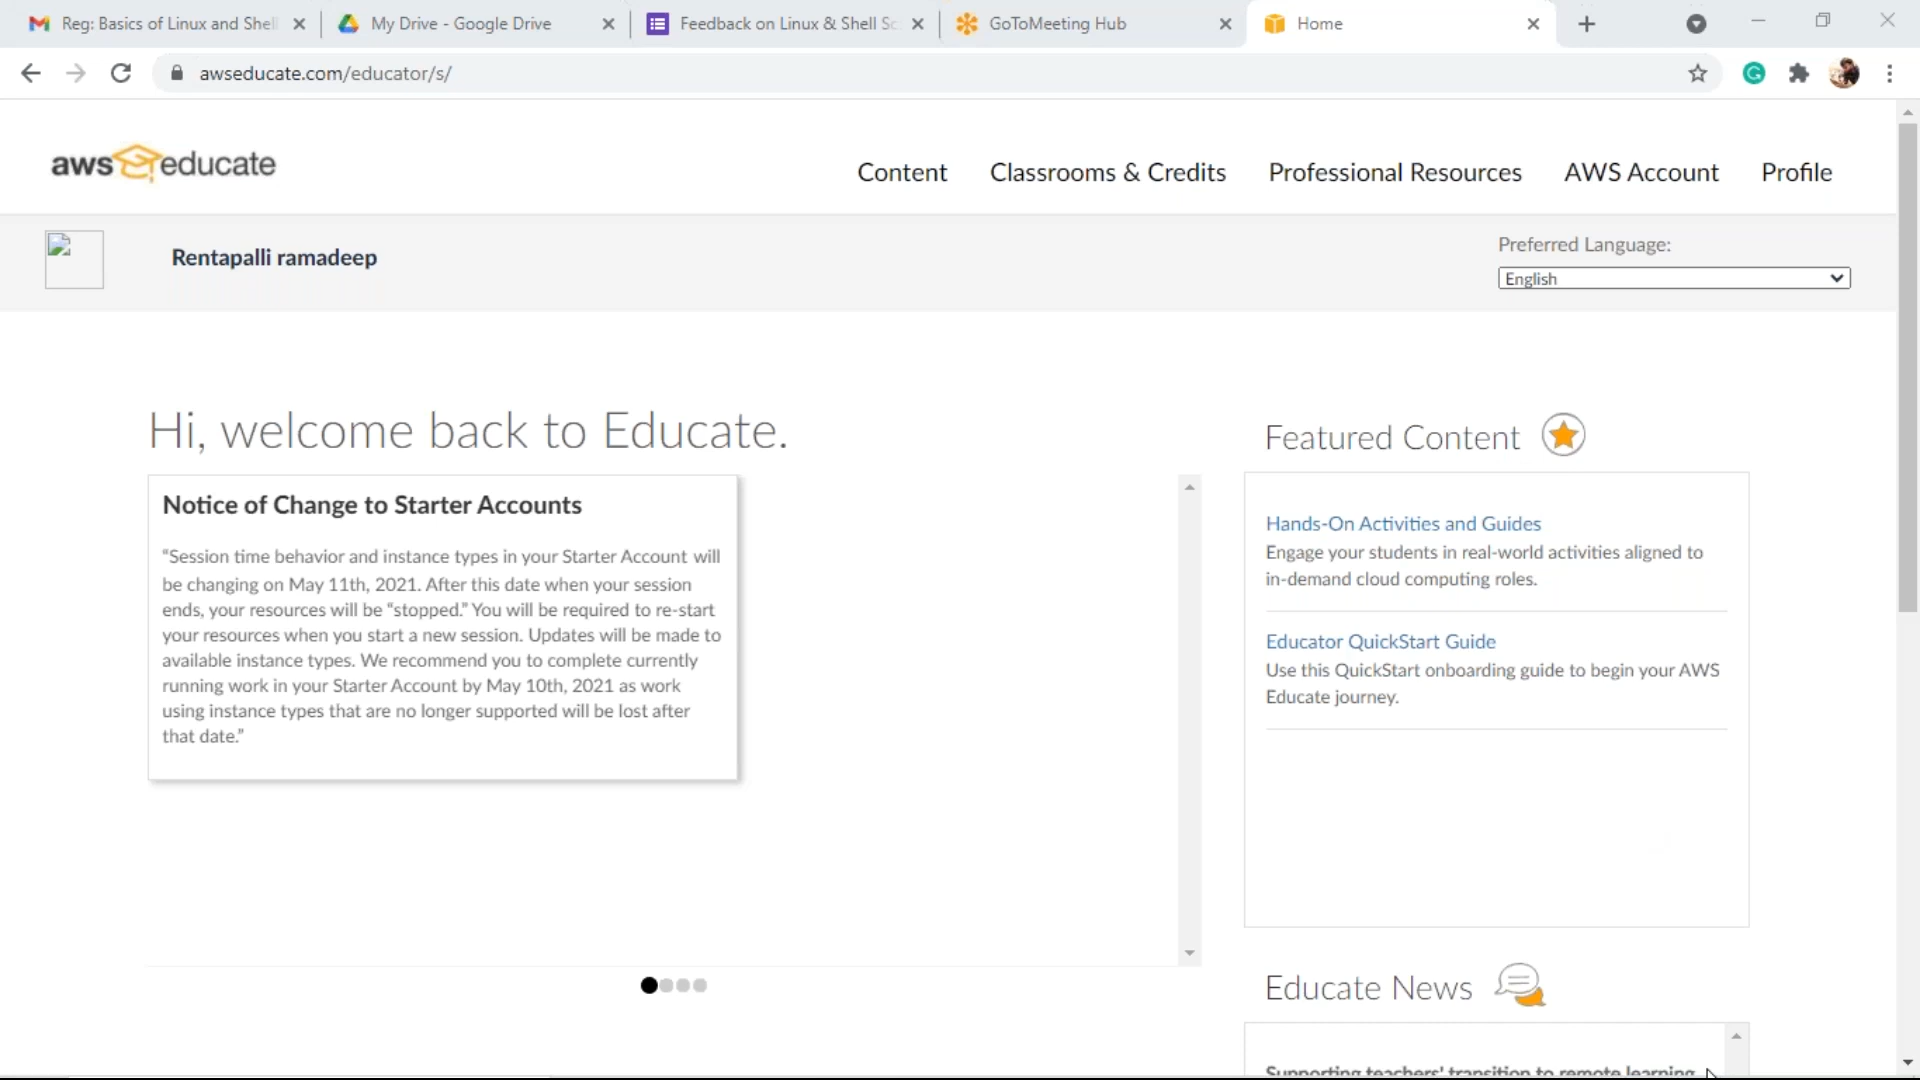 Reg: Basics of Linux and Shell
My Drive - Google Drive
Feedback on Linux & Shell Sc
GoToMeeting Hub
Home
awseducate.com/educator/s/
aws educate
Content
Classrooms & Credits
Professional Resources
AWS Account
Profile
Rentapalli ramadeep
Preferred Language:
English
Hi, welcome back to Educate.
Notice of Change to Starter Accounts
“Session time behavior and instance types in your Starter Account will
be changing on May 11th, 2021. After this date when your session
ends, your resources will be “stopped.” You will be required to re-start
your resources when you start a new session. Updates will be made to
available instance types. We recommend you to complete currently
running work in your Starter Account by May 10th, 2021 as work
using instance types that are no longer supported will be lost after
that date.”
Featured Content
Hands-On Activities and Guides
Engage your students in real-world activities aligned to
in-demand cloud computing roles.
Educator QuickStart Guide
Use this QuickStart onboarding guide to begin your AWS
Educate journey.
Educate News
Supporting teachers' transition to remote learning